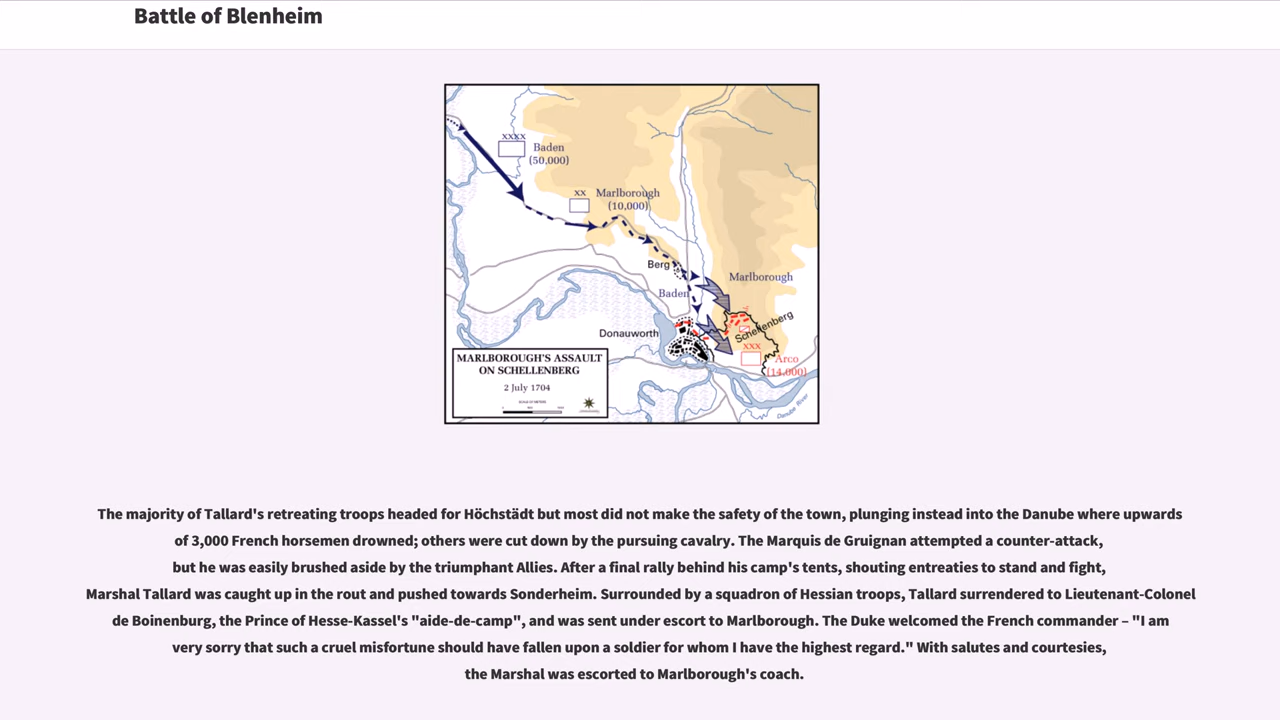 Battle of Blenheim
XXXX
Baden
(50,000)
XX
Marlborough
(10,000)
Berg
Marlborough
Baden
Donauworth
Schellenberg
XXX
Arco
(14,000)
MARLBOROUGH'S ASSAULT
ON SCHELLENBERG
2 July 1704
SCALE OF METRES
Danube River
The majority of Tallard's retreating troops headed for Höchstädt but most did not make the safety of the town, plunging instead into the Danube where upwards
of 3,000 French horsemen drowned; others were cut down by the pursuing cavalry. The Marquis de Gruignan attempted a counter-attack,
but he was easily brushed aside by the triumphant Allies. After a final rally behind his camp's tents, shouting entreaties to stand and fight,
Marshal Tallard was caught up in the rout and pushed towards Sonderheim. Surrounded by a squadron of Hessian troops, Tallard surrendered to Lieutenant-Colonel
de Boinenburg, the Prince of Hesse-Kassel's "aide-de-camp", and was sent under escort to Marlborough. The Duke welcomed the French commander – "I am
very sorry that such a cruel misfortune should have fallen upon a soldier for whom I have the highest regard." With salutes and courtesies,
the Marshal was escorted to Marlborough's coach.